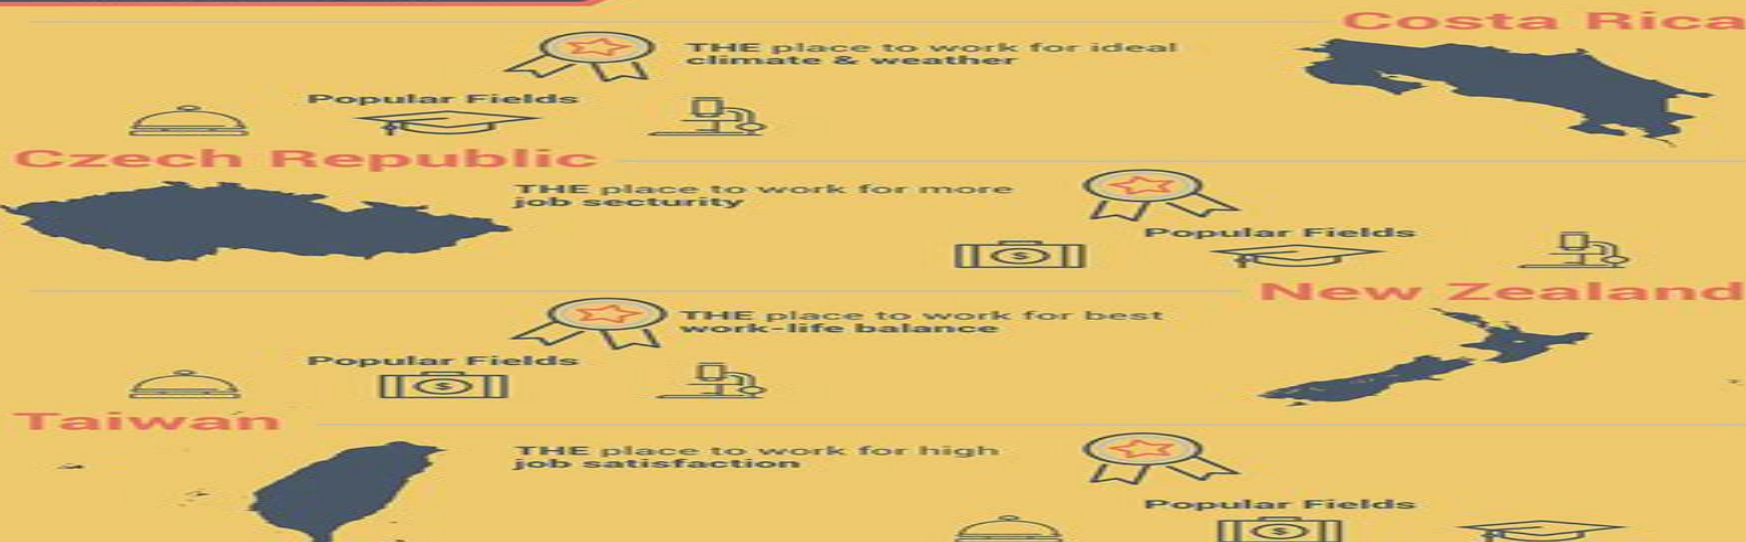 Costa Rica
THE place to work for ideal
climate & weather
Popular Fields
Czech Republic
THE place to work for more
job secturity
Popular Fields
$
New Zealand
THE place to work for best
work-life balance
Popular Fields
$
Taiwan
THE place to work for high
job satisfaction
Popular Fields
$